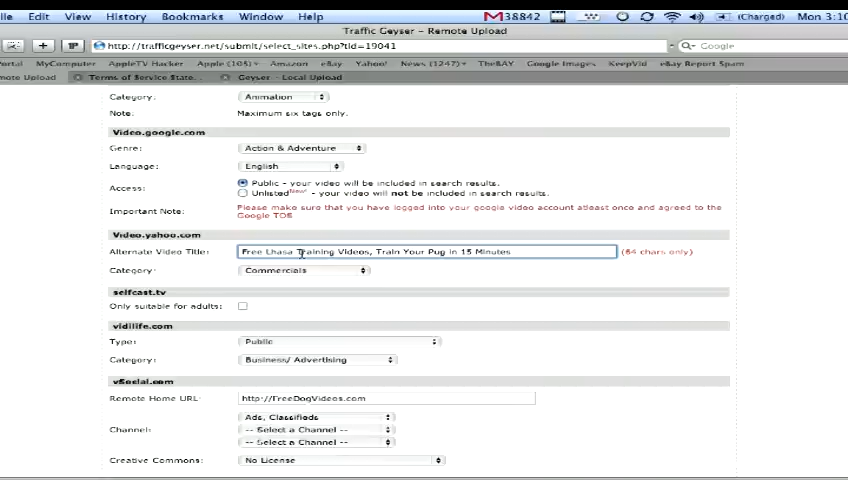 File Edit View History Bookmarks Window Help 38842 (Charged) Mon 3:10
Traffic Geyser – Remote Upload
http://trafficgeyser.net/submit/select_sites.php?tid=19041 Google
Portal MyComputer AppleTV Hacker Apple (105) Amazon eBay Yahoo! News (1247) TheBAY Google Images KeepVid eBay Report Spam
Remote Upload Terms of Service State... Geyser – Local Upload
Category: Animation
Note: Maximum six tags only.
Video.google.com
Genre: Action & Adventure
Language: English
Access: Public - your video will be included in search results.
Unlisted New! - your video will not be included in search results.
Important Note: Please make sure that you have logged into your google video account atleast once and agreed to the
Google TOS
Video.yahoo.com
Alternate Video Title: Free Lhasa Training Videos, Train Your Pug in 15 Minutes (64 chars only)
Category: Commercials
selfcast.tv
Only suitable for adults:
vidilife.com
Type: Public
Category: Business/ Advertising
vSocial.com
Remote Home URL: http://FreeDogVideos.com
Ads, Classifieds
Channel: -- Select a Channel --
-- Select a Channel --
Creative Commons: No License